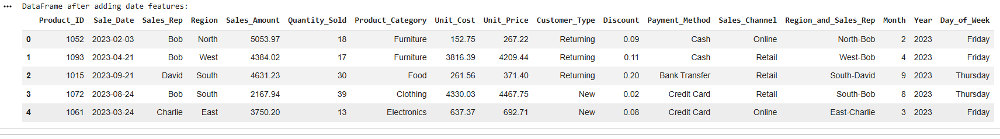 ••• DataFrame after adding date features:
Product_ID Sale_Date Sales_Rep Region Sales_Amount Quantity_Sold Product_Category Unit_Cost Unit_Price Customer_Type Discount Payment_Method Sales_Channel Region_and_Sales_Rep Month Year Day_of_Week
0 1052 2023-02-03 Bob North 5053.97 18 Furniture 152.75 267.22 Returning 0.09 Cash Online North-Bob 2 2023 Friday
1 1093 2023-04-21 Bob West 4384.02 17 Furniture 3816.39 4209.44 Returning 0.11 Cash Retail West-Bob 4 2023 Friday
2 1015 2023-09-21 David South 4631.23 30 Food 261.56 371.40 Returning 0.20 Bank Transfer Retail South-David 9 2023 Thursday
3 1072 2023-08-24 Bob South 2167.94 39 Clothing 4330.03 4467.75 New 0.02 Credit Card Retail South-Bob 8 2023 Thursday
4 1061 2023-03-24 Charlie East 3750.20 13 Electronics 637.37 692.71 New 0.08 Credit Card Online East-Charlie 3 2023 Friday